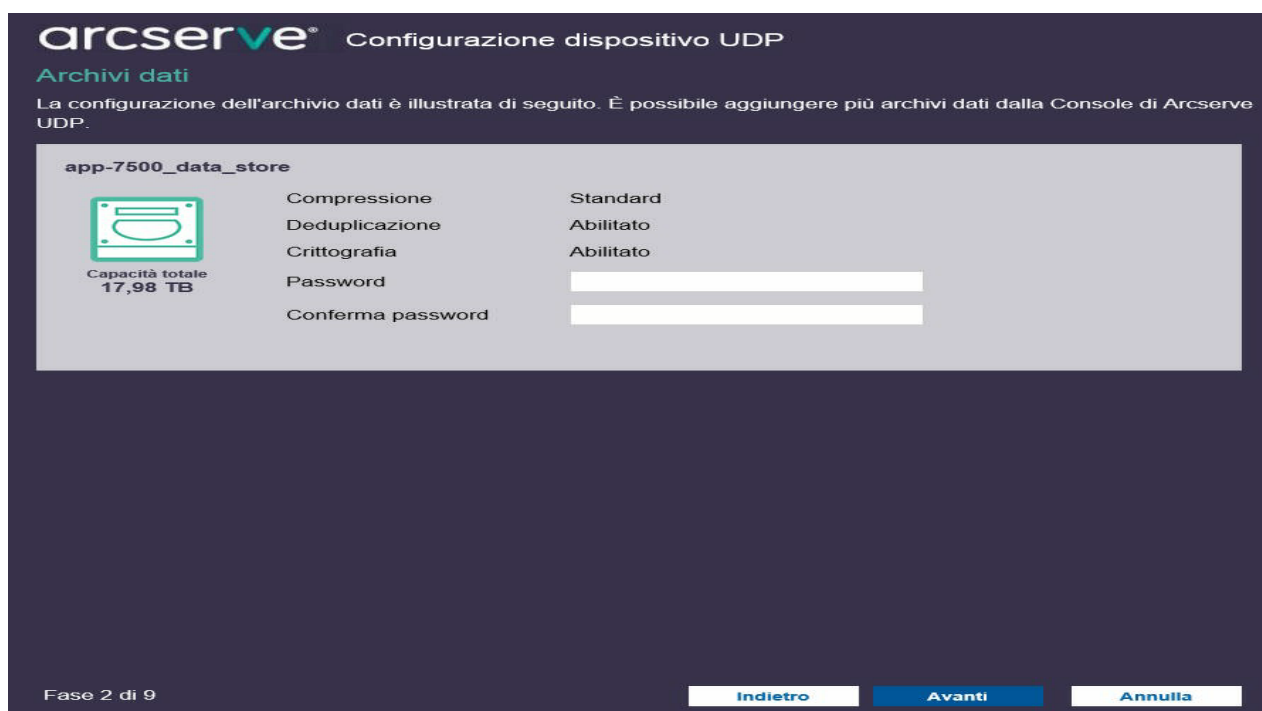 arcserve® Configurazione dispositivo UDP
Archivi dati
La configurazione dell'archivio dati è illustrata di seguito. È possibile aggiungere più archivi dati dalla Console di Arcserve
UDP.
app-7500_data_store
Compressione Standard
Deduplicazione Abilitato
Crittografia Abilitato
Capacità totale
17,98 TB
Password
Conferma password
Fase 2 di 9
Indietro Avanti Annulla